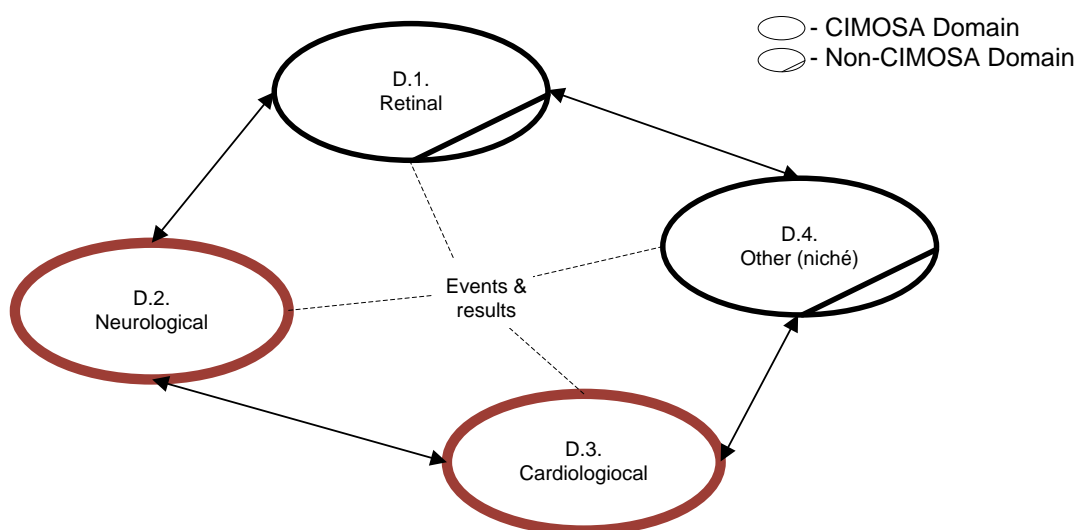 - CIMOSA Domain
- Non-CIMOSA Domain
D.1.
Retinal
D.4.
Other (niché)
Events &
results
D.2.
Neurological
D.3.
Cardiologiocal